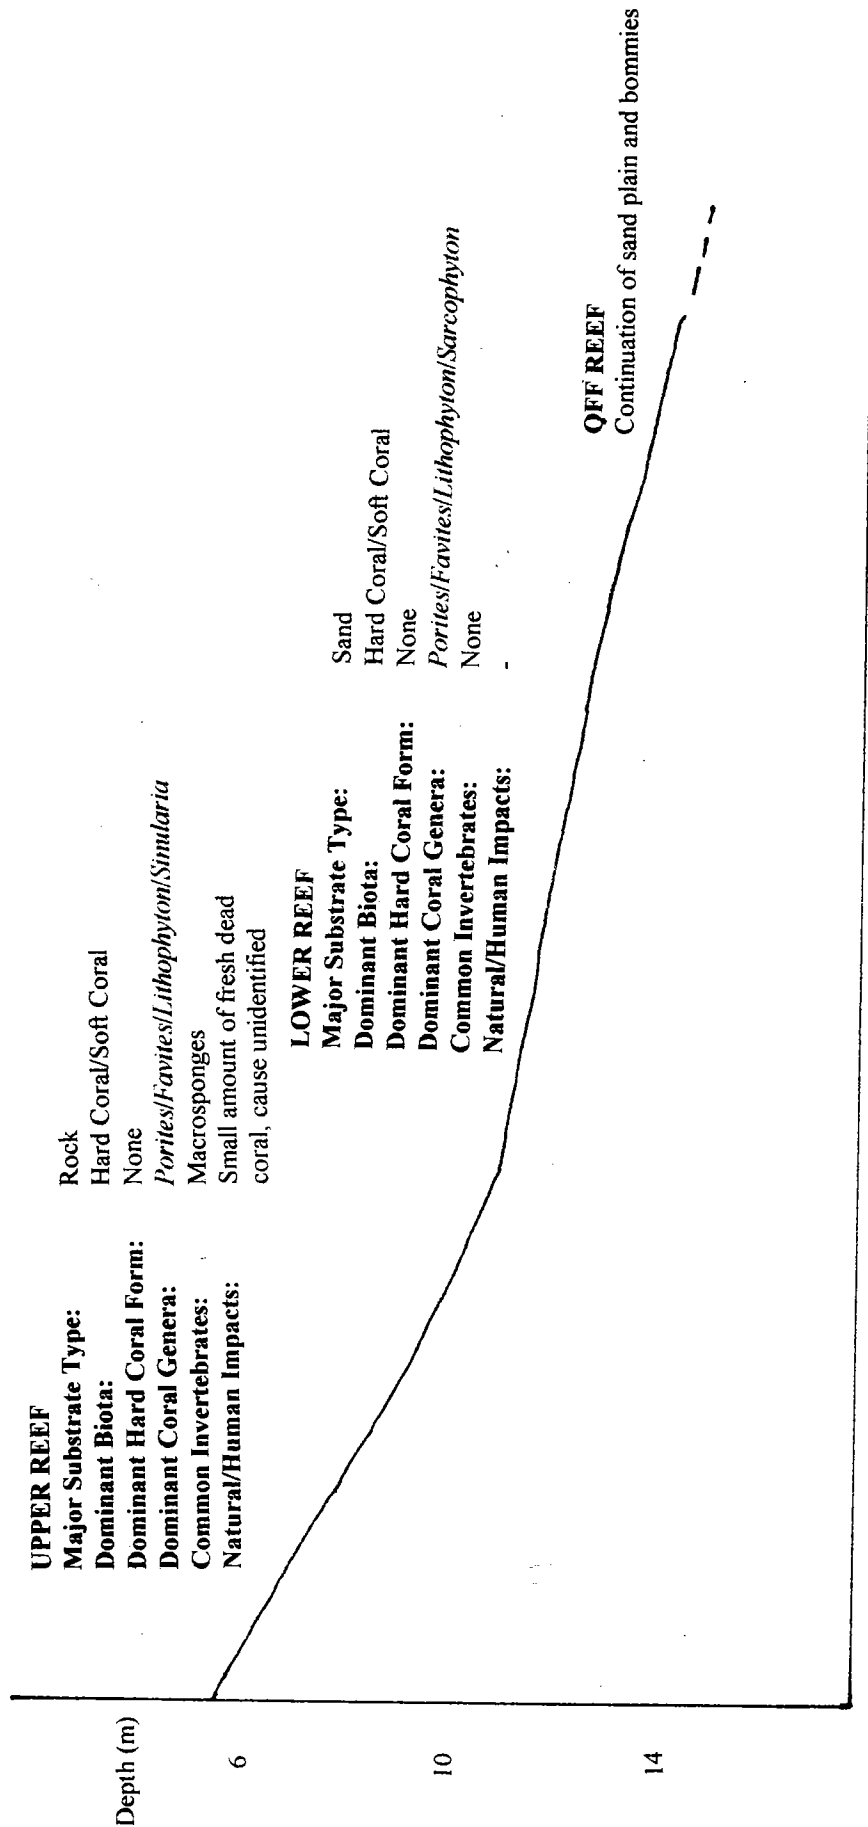 Depth (m)
6
10
14
UPPER REEF
Major Substrate Type: Rock
Dominant Biota: Hard Coral/Soft Coral
Dominant Hard Coral Form: None
Dominant Coral Genera: Porites/Favites/Lithophyton/Sinularia
Common Invertebrates: Macrosponges
Natural/Human Impacts: Small amount of fresh dead
coral, cause unidentified
LOWER REEF
Major Substrate Type: Sand
Dominant Biota: Hard Coral/Soft Coral
Dominant Hard Coral Form: None
Dominant Coral Genera: Porites/Favites/Lithophyton/Sarcophyton
Common Invertebrates: None
Natural/Human Impacts: -
OFF REEF
Continuation of sand plain and bommies